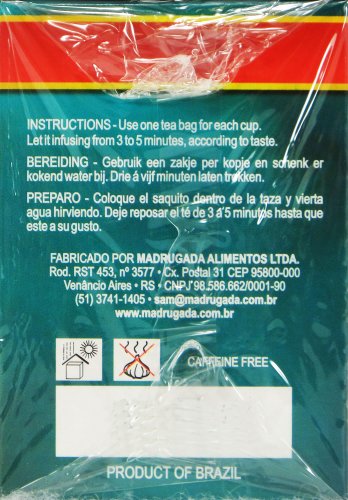 INSTRUCTIONS - Use one tea bag for each cup.
Let it infusing from 3 to 5 minutes, according to taste.
BEREIDING - Gebruik een zakje per kopje en schenk er
kokend water bij. Drie á vijf minuten laten trekken.
PREPARO - Coloque el saquito dentro de la taza y vierta
agua hirviendo. Deje reposar el té de 3 á 5 minutos hasta que
este a su gusto.
FABRICADO POR MADRUGADA ALIMENTOS LTDA.
Rod. RST 453, nº 3577 • Cx. Postal 31 CEP 95800-000
Venâncio Aires • RS • CNPJ 98.586.662/0001-90
(51) 3741-1405 • sam@madrugada.com.br
www.madrugada.com.br
CAFFEINE FREE
PRODUCT OF BRAZIL